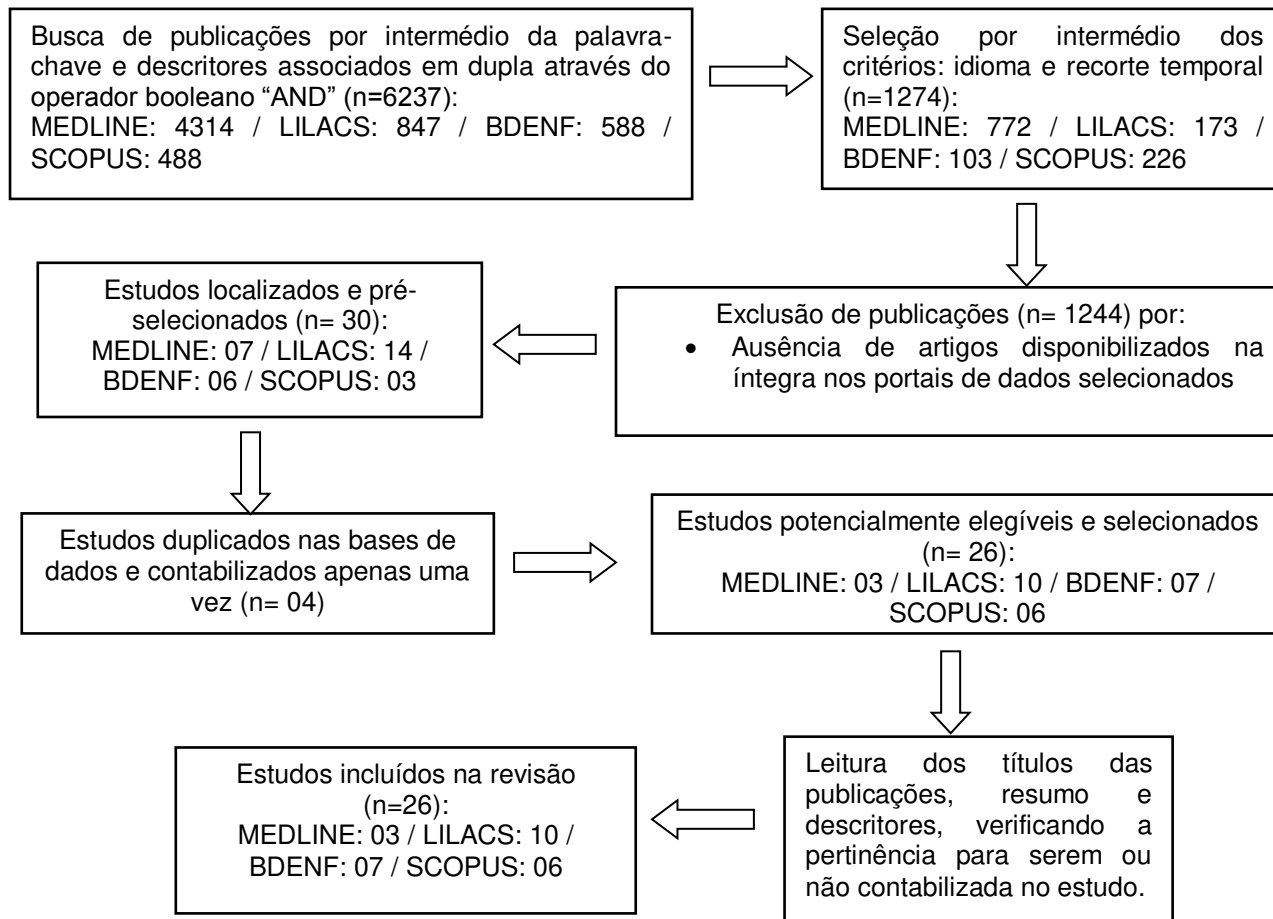 Busca de publicações por intermédio da palavra-
chave e descritores associados em dupla através do
operador booleano “AND” (n=6237):
MEDLINE: 4314 / LILACS: 847 / BDENF: 588 /
SCOPUS: 488
Seleção por intermédio dos
critérios: idioma e recorte temporal
(n=1274):
MEDLINE: 772 / LILACS: 173 /
BDENF: 103 / SCOPUS: 226
Exclusão de publicações (n= 1244) por:
• Ausência de artigos disponibilizados na
íntegra nos portais de dados selecionados
Estudos localizados e pré-
selecionados (n= 30):
MEDLINE: 07 / LILACS: 14 /
BDENF: 06 / SCOPUS: 03
Estudos duplicados nas bases de
dados e contabilizados apenas uma
vez (n= 04)
Estudos potencialmente elegíveis e selecionados
(n= 26):
MEDLINE: 03 / LILACS: 10 / BDENF: 07 /
SCOPUS: 06
Leitura dos títulos das
publicações, resumo e
descritores, verificando a
pertinência para serem ou
não contabilizada no estudo.
Estudos incluídos na revisão
(n=26):
MEDLINE: 03 / LILACS: 10 /
BDENF: 07 / SCOPUS: 06